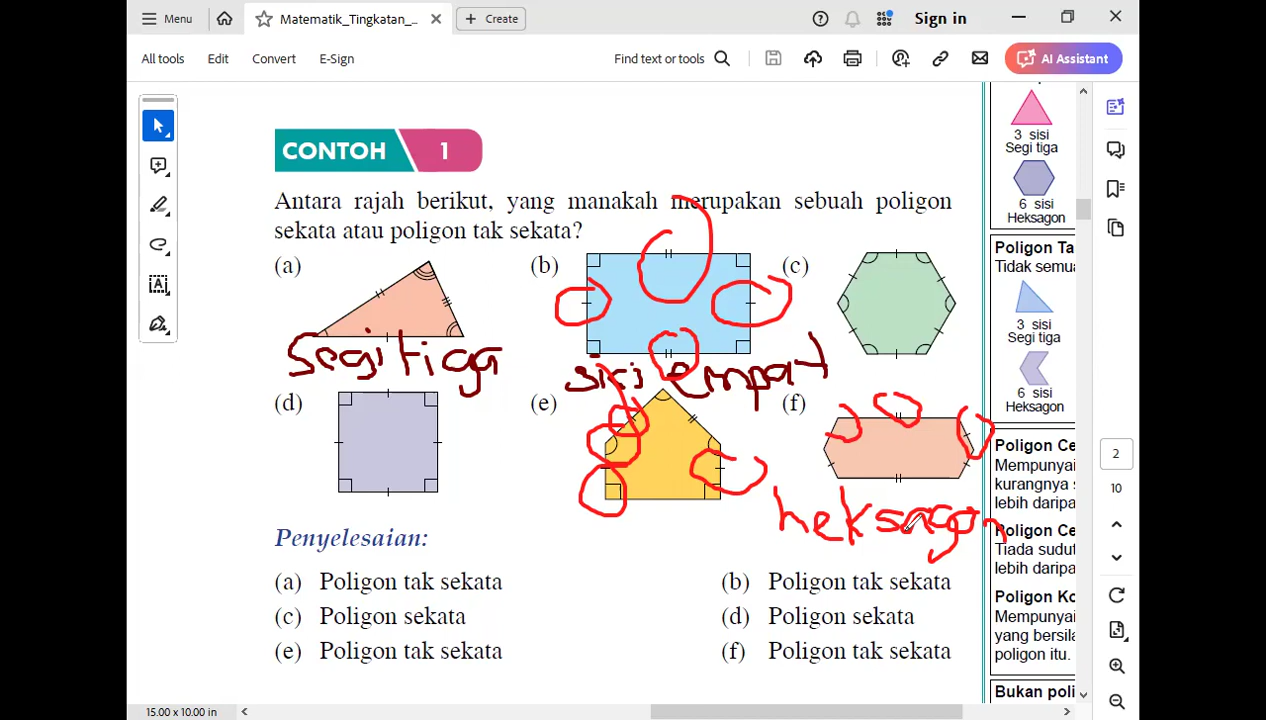 Menu
Matematik_Tingkatan_...
Create
Sign in
All tools
Edit
Convert
E-Sign
Find text or tools
AI Assistant
CONTOH 1
Antara rajah berikut, yang manakah merupakan sebuah poligon
sekata atau poligon tak sekata?
(a)
(b)
(c)
segitiga
sisi empat
(d)
(e)
(f)
heksagon
Penyelesaian:
(a) Poligon tak sekata
(b) Poligon tak sekata
(c) Poligon sekata
(d) Poligon sekata
(e) Poligon tak sekata
(f) Poligon tak sekata
3 sisi
Segi tiga
6 sisi
Heksagon
Poligon Ta
Tidak semua
3 sisi
Segi tiga
6 sisi
Heksagon
Poligon Ce
Mempunyai
kurangnya s
lebih daripa
Poligon Ce
Tiada sudut
lebih daripa
Poligon Ko
Mempunyai
yang bersila
poligon itu.
Bukan poli
2
10
15.00 x 10.00 in